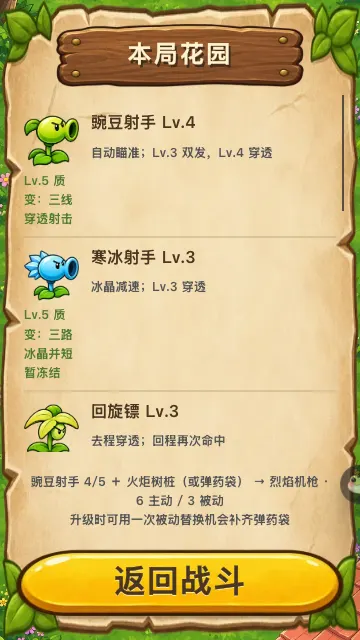 本局花园
豌豆射手 Lv.4
自动瞄准；Lv.3 双发，Lv.4 穿透
Lv.5 质
变：三线
穿透射击
寒冰射手 Lv.3
冰晶减速；Lv.3 穿透
Lv.5 质
变：三路
冰晶并短
暂冻结
回旋镖 Lv.3
去程穿透；回程再次命中
豌豆射手 4/5 + 火炬树桩（或弹药袋） → 烈焰机枪 ·
6 主动 / 3 被动
升级时可用一次被动替换机会补齐弹药袋
返回战斗